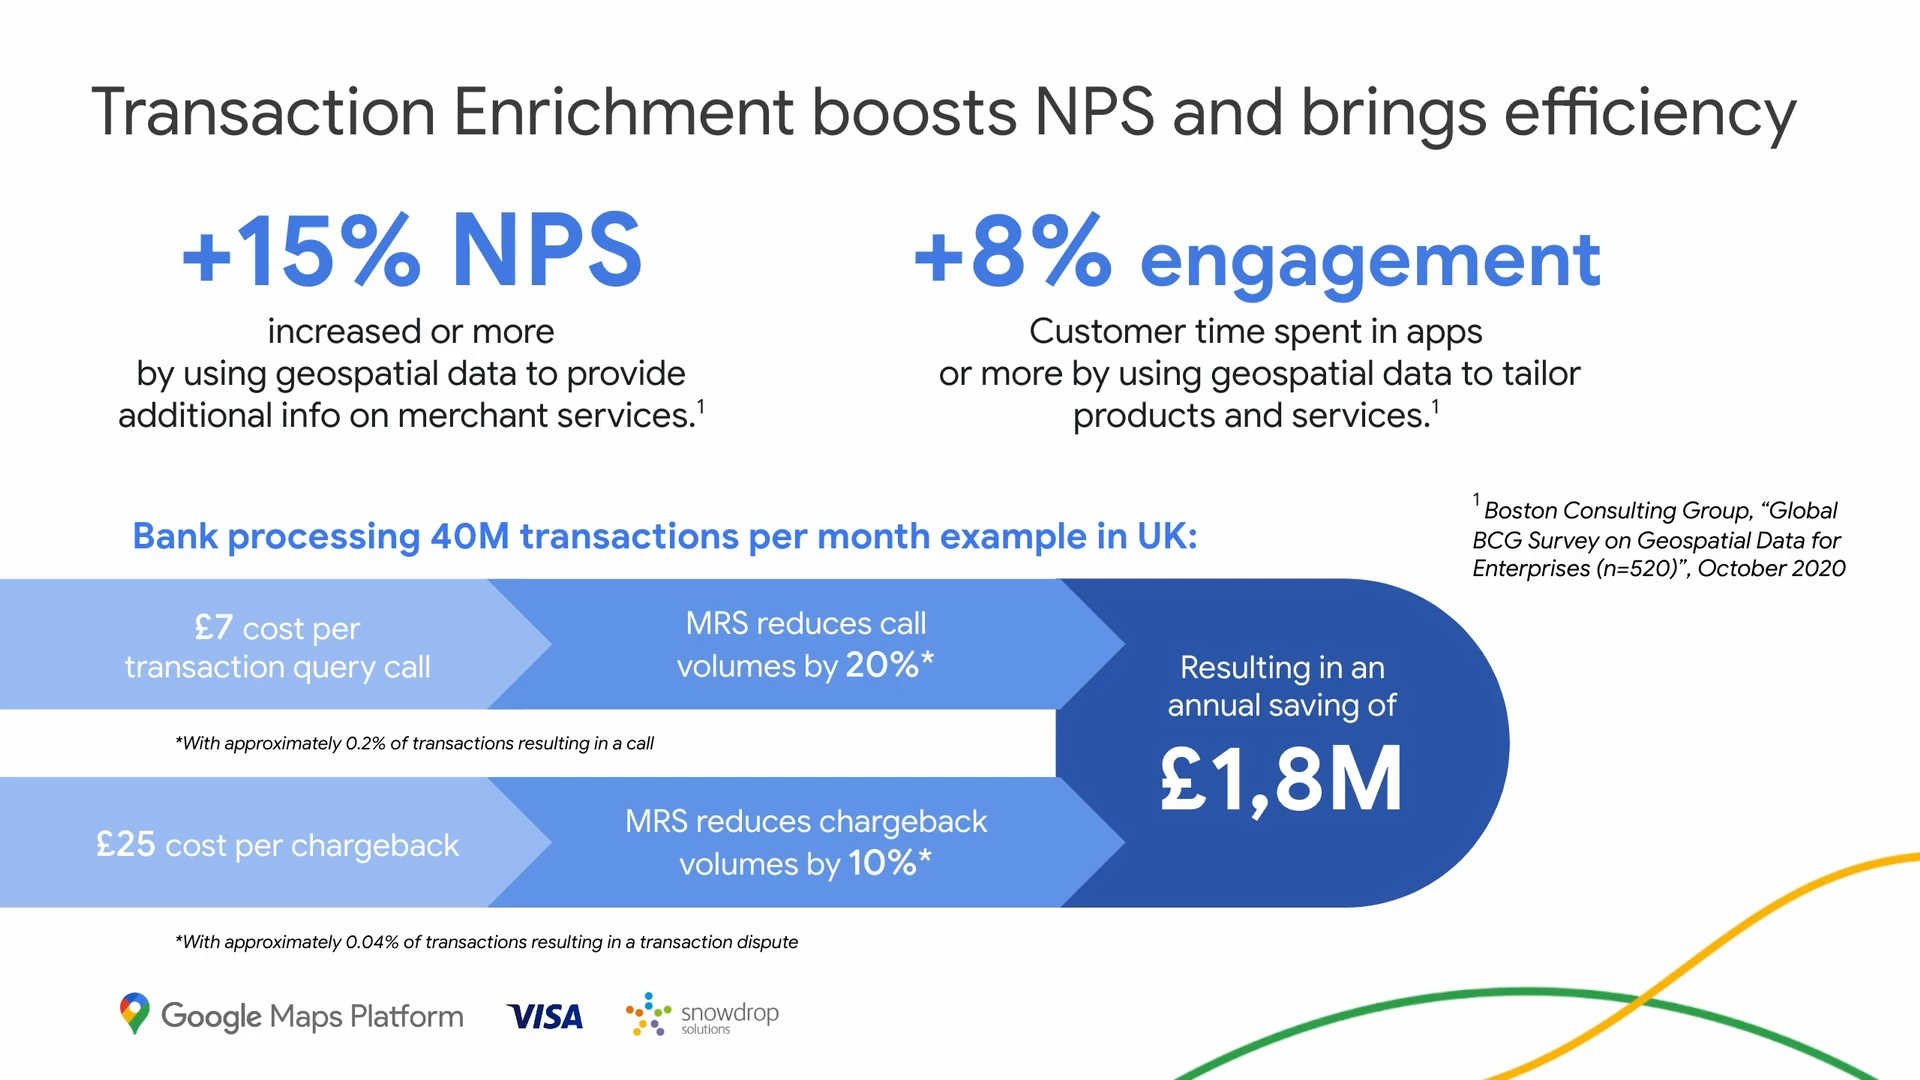 Transaction Enrichment boosts NPS and brings efficiency
+15% NPS
increased or more
by using geospatial data to provide
additional info on merchant services.1
+8% engagement
Customer time spent in apps
or more by using geospatial data to tailor
products and services.1
1 Boston Consulting Group, “Global
BCG Survey on Geospatial Data for
Enterprises (n=520)”, October 2020
Bank processing 40M transactions per month example in UK:
£7 cost per
transaction query call
MRS reduces call
volumes by 20%*
*With approximately 0.2% of transactions resulting in a call
£25 cost per chargeback
MRS reduces chargeback
volumes by 10%*
*With approximately 0.04% of transactions resulting in a transaction dispute
Resulting in an
annual saving of
£1,8M
Google Maps Platform
VISA
snowdrop
solutions